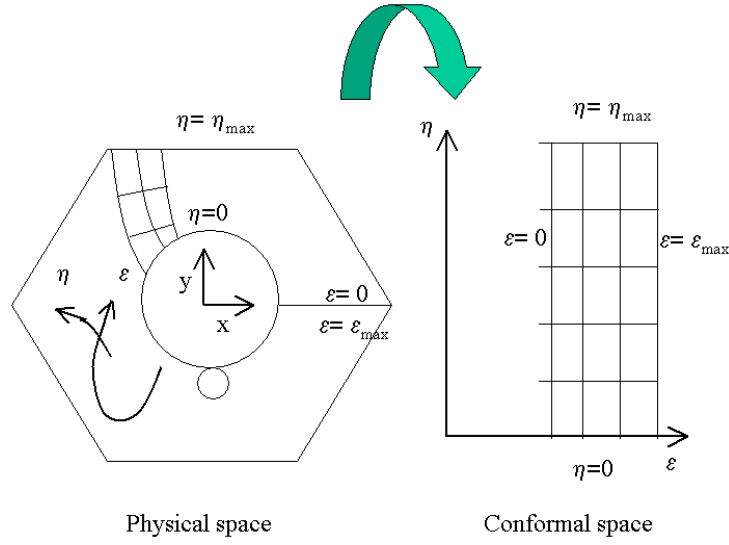 η= ηmax
η=0
η
ε
y
x
ε= 0
ε= εmax
Physical space
η= ηmax
η
ε= 0
ε= εmax
η=0
ε
Conformal space